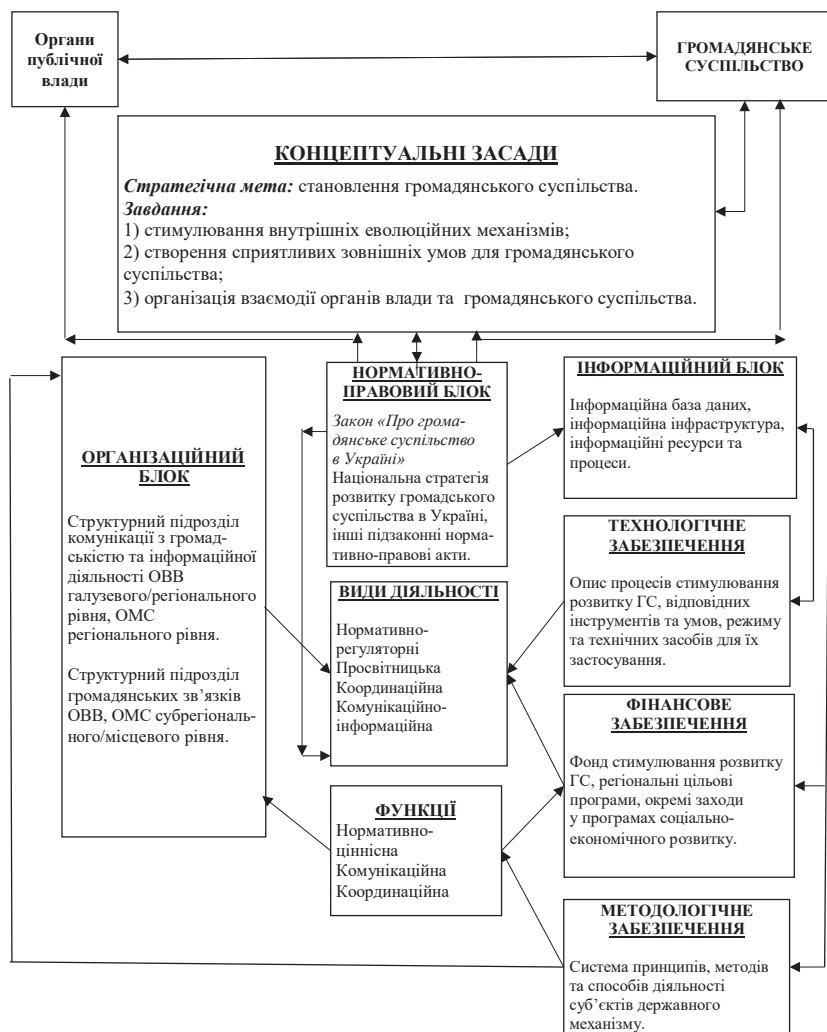 Органи
публічної
влади
ГРОМАДЯНСЬКЕ
СУСПІЛЬСТВО
КОНЦЕПТУАЛЬНІ ЗАСАДИ
Стратегічна мета: становлення громадянського суспільства.
Завдання:
1) стимулювання внутрішніх еволюційних механізмів;
2) створення сприятливих зовнішніх умов для громадянського
суспільства;
3) організація взаємодії органів влади та громадянського суспільства.
ОРГАНІЗАЦІЙНИЙ
БЛОК
Структурний підрозділ
комунікації з громад-
ськістю та інформаційної
діяльності ОВВ
галузевого/регіонального
рівня, ОМС
регіонального рівня.
Структурний підрозділ
громадянських зв’язків
ОВВ, ОМС субрегіональ-
ного/місцевого рівня.
НОРМАТИВНО-
ПРАВОВИЙ БЛОК
Закон «Про грома-
дянське суспільство
в Україні»
Національна стратегія
розвитку громадського
суспільства в Україні,
інші підзаконні норма-
тивно-правові акти.
ВИДИ ДІЯЛЬНОСТІ
Нормативно-
регуляторні
Просвітницька
Координаційна
Комунікаційно-
інформаційна
ФУНКЦІЇ
Нормативно-
ціннісна
Комунікаційна
Координаційна
ІНФОРМАЦІЙНИЙ БЛОК
Інформаційна база даних,
інформаційна інфраструктура,
інформаційні ресурси та
процеси.
ТЕХНОЛОГІЧНЕ
ЗАБЕЗПЕЧЕННЯ
Опис процесів стимулювання
розвитку ГС, відповідних
інструментів та умов, режиму
та технічних засобів для їх
застосування.
ФІНАНСОВЕ
ЗАБЕЗПЕЧЕННЯ
Фонд стимулювання розвитку
ГС, регіональні цільові
програми, окремі заходи
у програмах соціально-
економічного розвитку.
МЕТОДОЛОГІЧНЕ
ЗАБЕЗПЕЧЕННЯ
Система принципів, методів
та способів діяльності
суб’єктів державного
механізму.